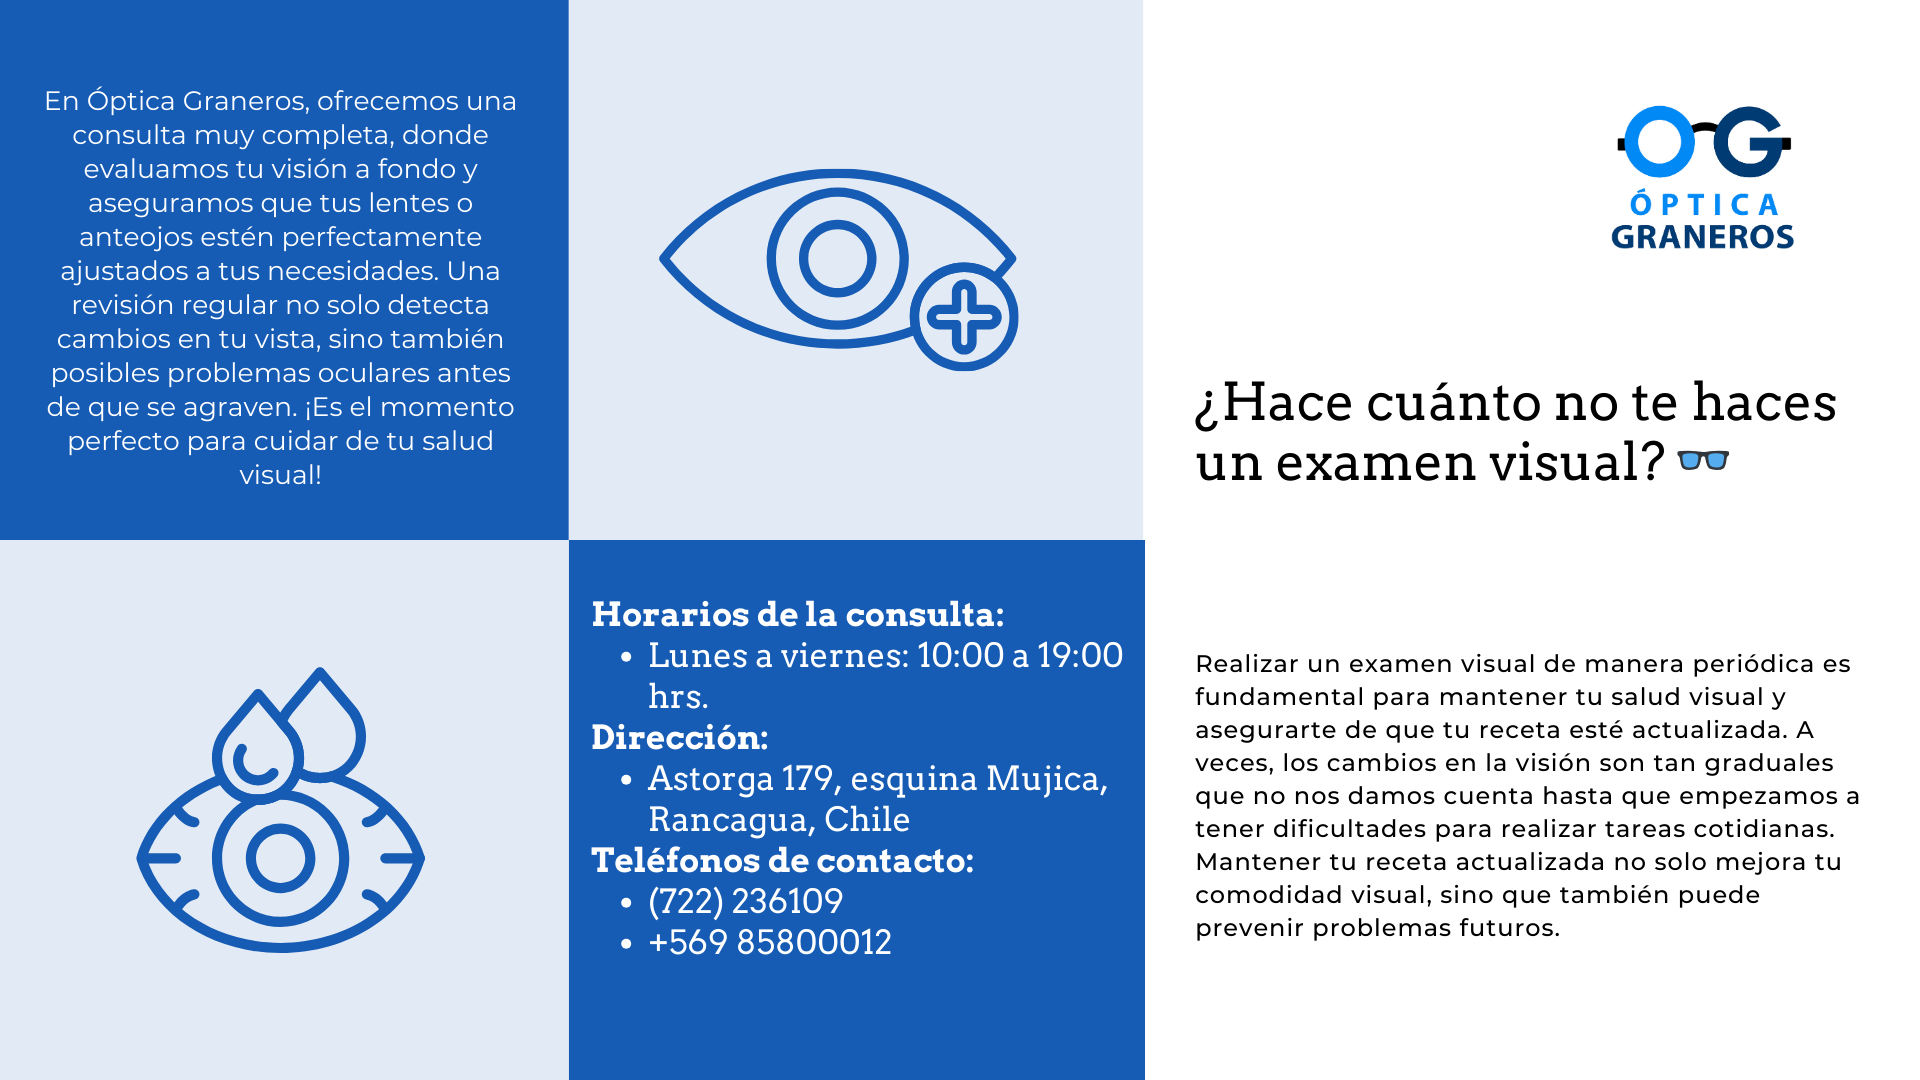 En Óptica Graneros, ofrecemos una
consulta muy completa, donde
evaluamos tu visión a fondo y
aseguramos que tus lentes o
anteojos estén perfectamente
ajustados a tus necesidades. Una
revisión regular no solo detecta
cambios en tu vista, sino también
posibles problemas oculares antes
de que se agraven. ¡Es el momento
perfecto para cuidar de tu salud
visual!
Horarios de la consulta:
• Lunes a viernes: 10:00 a 19:00
hrs.
Dirección:
• Astorga 179, esquina Mujica,
Rancagua, Chile
Teléfonos de contacto:
• (722) 236109
• +569 85800012
OG
ÓPTICA
GRANEROS
¿Hace cuánto no te haces
un examen visual? 👓
Realizar un examen visual de manera periódica es
fundamental para mantener tu salud visual y
asegurarte de que tu receta esté actualizada. A
veces, los cambios en la visión son tan graduales
que no nos damos cuenta hasta que empezamos a
tener dificultades para realizar tareas cotidianas.
Mantener tu receta actualizada no solo mejora tu
comodidad visual, sino que también puede
prevenir problemas futuros.